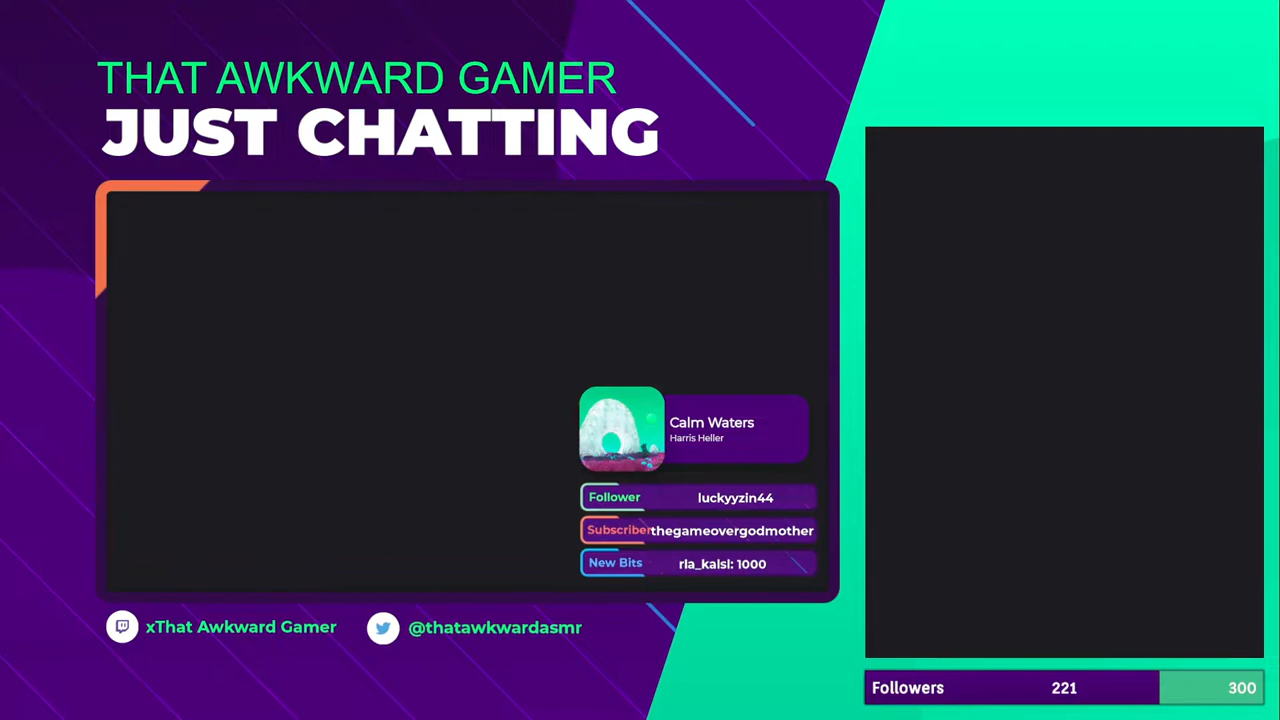 THAT AWKWARD GAMER
JUST CHATTING
Calm Waters
Harris Heller
Follower luckyyzin44
Subscriber thegameovergodmother
New Bits rla_kalsl: 1000
xThat Awkward Gamer @thatawkwardasmr
Followers 221 300